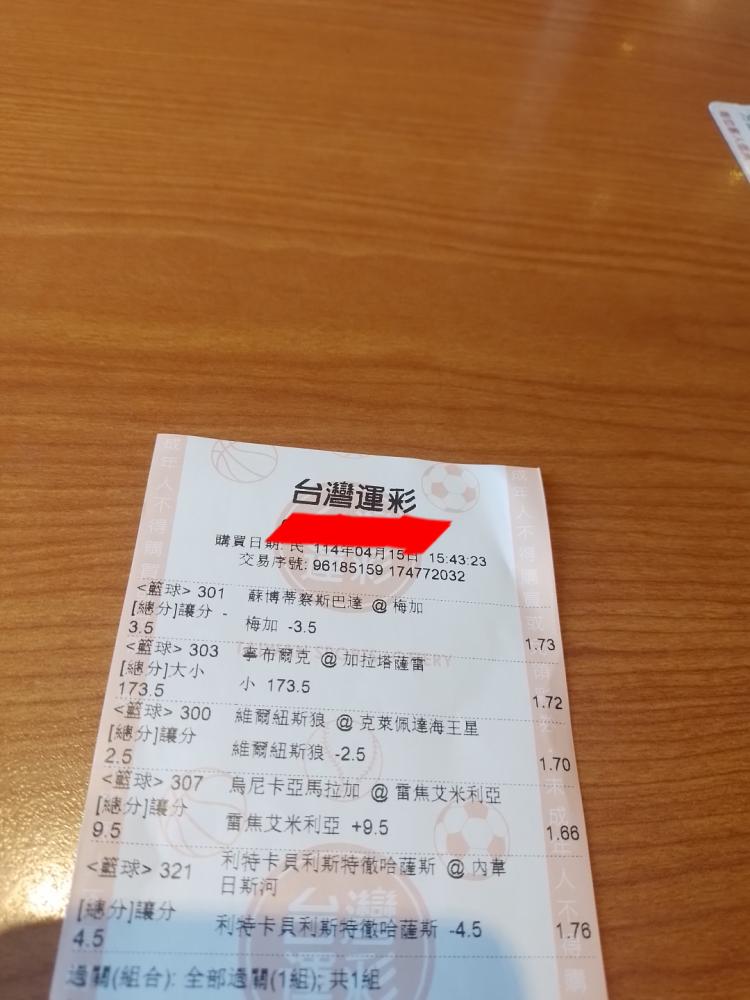 台灣運彩
購買日期: 民 114年04月15日 15:43:23
交易序號: 96185159 174772032
<籃球> 301 蘇博蒂察斯巴達 @ 梅加
[總分]讓分 -
3.5 梅加 -3.5 1.73
<籃球> 303 寧布爾克 @ 加拉塔薩雷
[總分]大小
173.5 小 173.5 1.72
<籃球> 300 維爾紐斯狼 @ 克萊佩達海王星
[總分]讓分
2.5 維爾紐斯狼 -2.5 1.70
<籃球> 307 烏尼卡亞馬拉加 @ 雷焦艾米利亞
[總分]讓分
9.5 雷焦艾米利亞 +9.5 1.66
<籃球> 321 利特卡貝利斯特徹哈薩斯 @ 內韋
日斯河
[總分]讓分
4.5 利特卡貝利斯特徹哈薩斯 -4.5 1.76
過關(組合): 全部過關(1組); 共1組
TAIWAN SPORTS LOTTERY
成年人不得購買